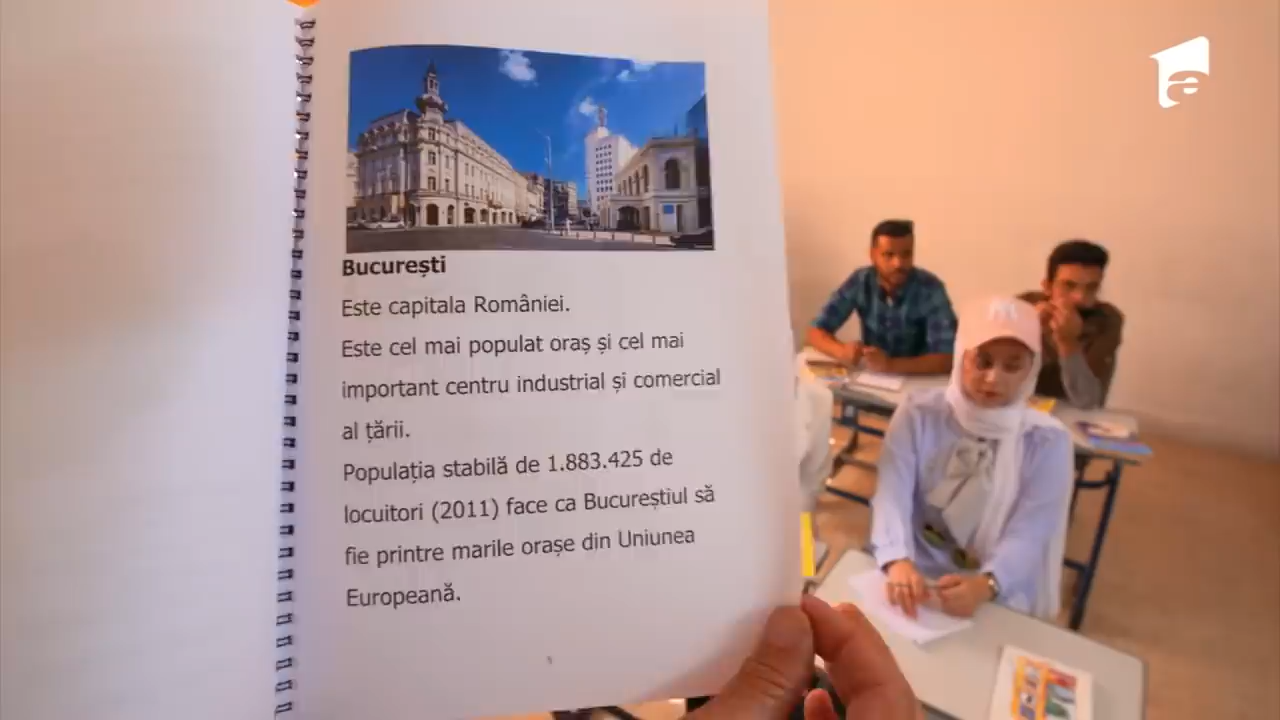 București
Este capitala României.
Este cel mai populat oraș și cel mai
important centru industrial și comercial
al țării.
Populația stabilă de 1.883.425 de
locuitori (2011) face ca Bucureștiul să
fie printre marile orașe din Uniunea
Europeană.